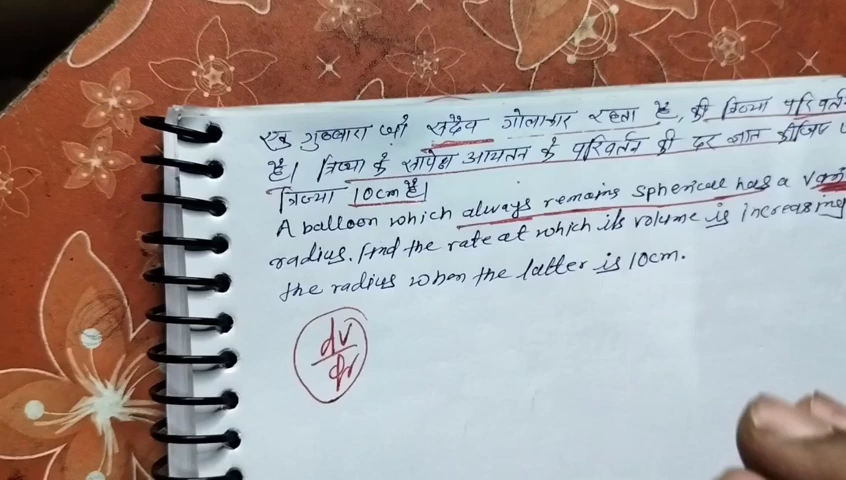 एक गुब्बारा जो सदैव गोलाकार रहता है, की त्रिज्या परिवर्त
है। त्रिज्या के सापेक्ष आयतन के परिवर्तन की दर ज्ञात कीजिए
त्रिज्या 10cm है।
A balloon which always remains spherical has a vari
radius. Find the rate at which its volume is increasing
the radius when the latter is 10cm.
dv
dr